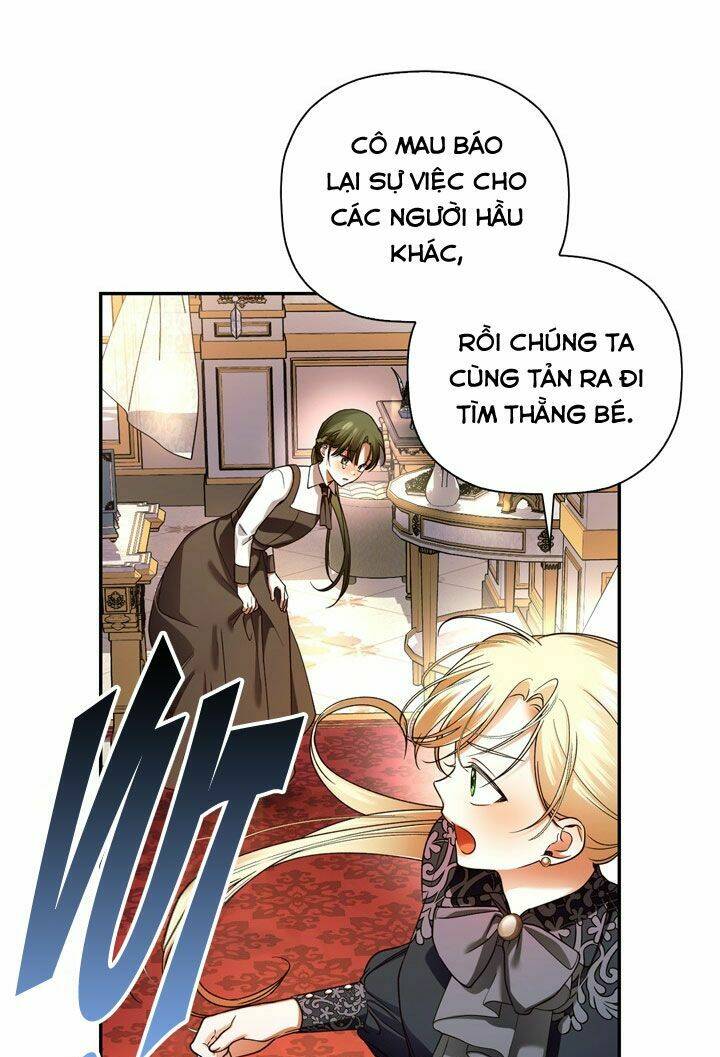 CÔ MAU BÁO
LẠI SỰ VIỆC CHO
CÁC NGƯỜI HẦU
KHÁC,
RỒI CHÚNG TA
CÙNG TẢN RA ĐI
TÌM THẰNG BÉ.
VÚT